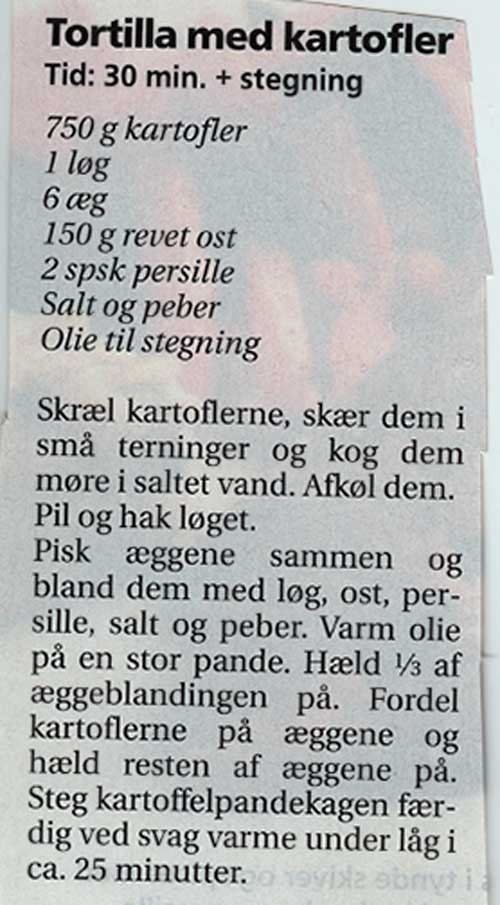 Tortilla med kartofler
Tid: 30 min. + stegning
750 g kartofler
1 løg
6 æg
150 g revet ost
2 spsk persille
Salt og peber
Olie til stegning
Skræl kartoflerne, skær dem i
små terninger og kog dem
møre i saltet vand. Afkøl dem.
Pil og hak løget.
Pisk æggene sammen og
bland dem med løg, ost, per-
sille, salt og peber. Varm olie
på en stor pande. Hæld ⅓ af
æggeblandingen på. Fordel
kartoflerne på æggene og
hæld resten af æggene på.
Steg kartoffelpandekagen fær-
dig ved svag varme under låg i
ca. 25 minutter.